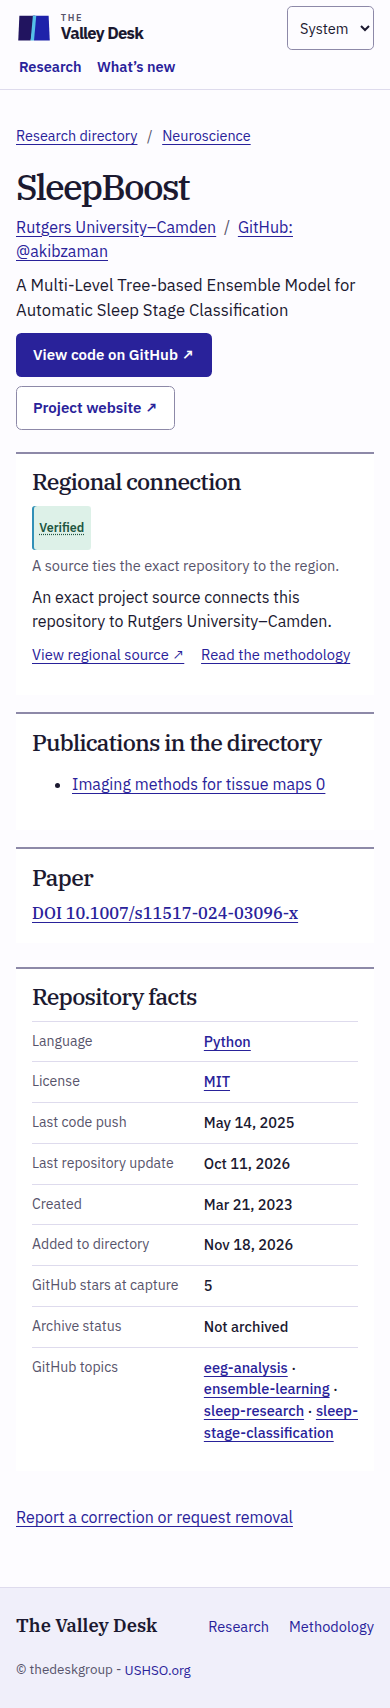 THE
Valley Desk
System
Research What's new
Research directory / Neuroscience
SleepBoost
Rutgers University–Camden / GitHub:
@akibzaman
A Multi-Level Tree-based Ensemble Model for
Automatic Sleep Stage Classification
View code on GitHub ↗
Project website ↗
Regional connection
Verified
A source ties the exact repository to the region.
An exact project source connects this
repository to Rutgers University–Camden.
View regional source ↗ Read the methodology
Publications in the directory
• Imaging methods for tissue maps 0
Paper
DOI 10.1007/s11517-024-03096-x
Repository facts
Language Python
License MIT
Last code push May 14, 2025
Last repository update Oct 11, 2026
Created Mar 21, 2023
Added to directory Nov 18, 2026
GitHub stars at capture 5
Archive status Not archived
GitHub topics eeg-analysis ·
ensemble-learning ·
sleep-research · sleep-
stage-classification
Report a correction or request removal
The Valley Desk Research Methodology
© thedeskgroup - USHSO.org